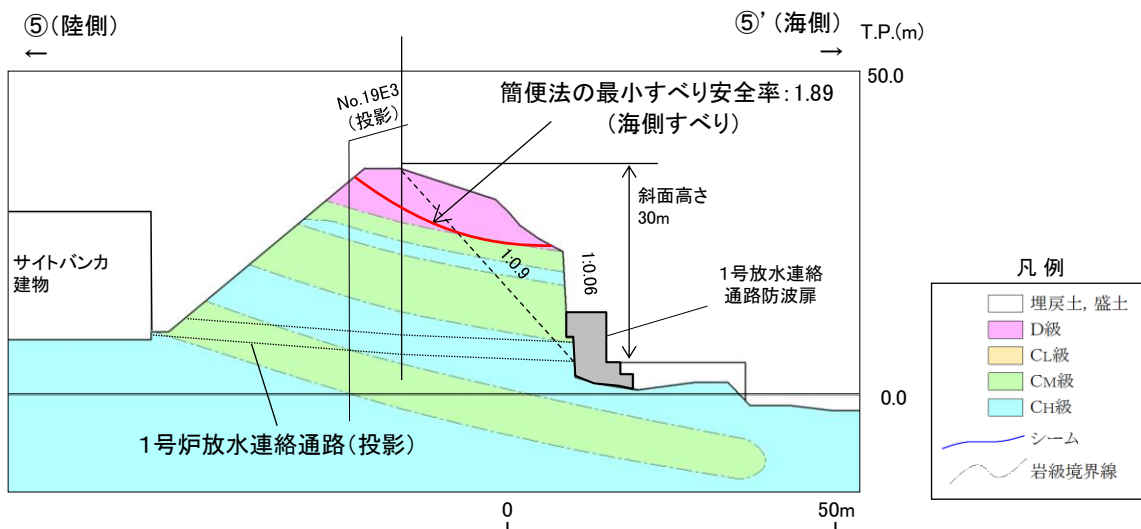 ⑤(陸側)
←
⑤’(海側)
→
T.P.(m)
50.0
No.19E3
(投影)
簡便法の最小すべり安全率:1.89
(海側すべり)
斜面高さ
30m
サイトバンカ
建物
1:0.9
1:0.06
1号放水連絡
通路防波扉
1号炉放水連絡通路(投影)
0.0
0
50m
凡 例
埋戻土, 盛土
D級
CL級
CM級
CH級
シーム
岩級境界線